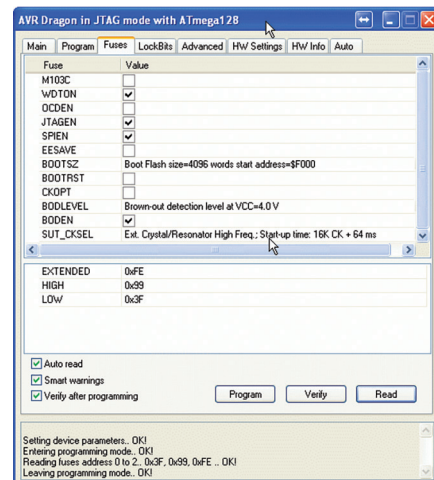 AVR Dragon in JTAG mode with ATmega128
Main Program Fuses LockBits Advanced HW Settings HW Info Auto
Fuse Value
M103C
WDTON
OCDEN
JTAGEN
SPIEN
EESAVE
BOOTSZ Boot Flash size=4096 words start address=$F000
BOOTRST
CKOPT
BODLEVEL Brown-out detection level at VCC=4.0 V
BODEN
SUT_CKSEL Ext. Crystal/Resonator High Freq.; Start-up time: 16K CK + 64 ms
EXTENDED 0xFE
HIGH 0x99
LOW 0x3F
Auto read
Smart warnings
Verify after programming
Program Verify Read
Setting device parameters.. OK!
Entering programming mode.. OK!
Reading fuses address 0 to 2.. 0x3F, 0x99, 0xFE .. OK!
Leaving programming mode.. OK!